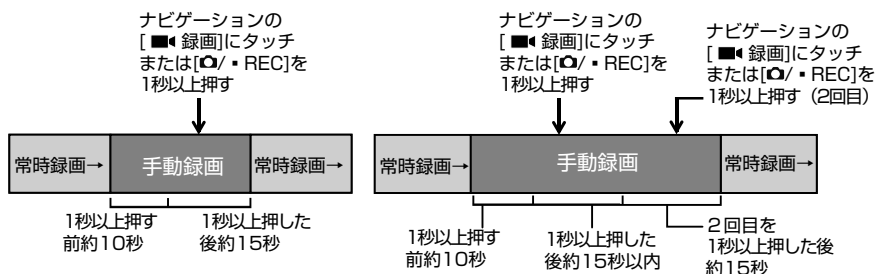 ナビゲーションの
[ ■◀ 録画]にタッチ
または[📷/ ▪ REC]を
1秒以上押す
常時録画→
手動録画
常時録画→
1秒以上押す
前約10秒
1秒以上押した
後約15秒
ナビゲーションの
[ ■◀ 録画]にタッチ
または[📷/ ▪ REC]を
1秒以上押す
ナビゲーションの
[ ■◀ 録画]にタッチ
または[📷/ ▪ REC]を
1秒以上押す（2回目）
常時録画→
手動録画
常時録画→
1秒以上押す
前約10秒
1秒以上押した
後約15秒以内
2回目を
1秒以上押した後
約15秒